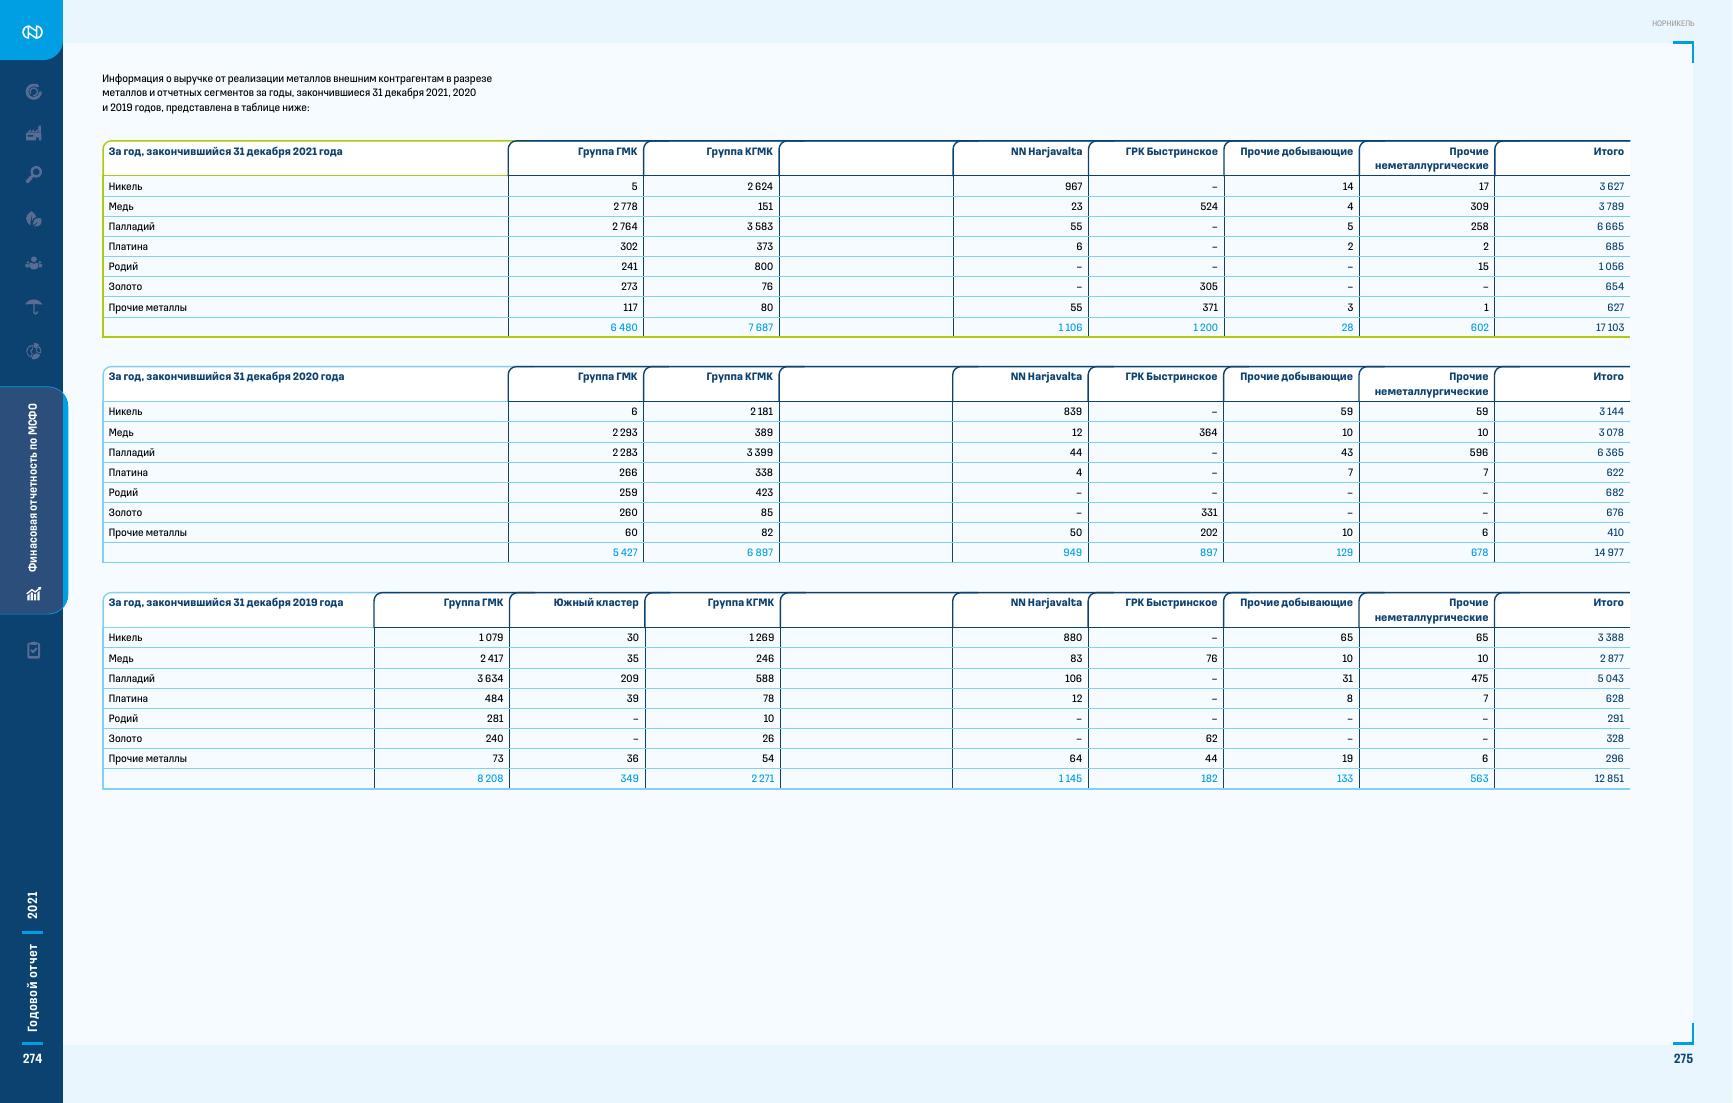 НОРНИКЕЛЬ
Информация о выручке от реализации металлов внешним контрагентам в разрезе
металлов и отчетных сегментов за годы, закончившиеся 31 декабря 2021, 2020
и 2019 годов, представлена в таблице ниже:
За год, закончившийся 31 декабря 2021 года Группа ГМК Группа КГМК NN Harjavalta ГРК Быстринское Прочие добывающие Прочие Итого
неметаллургические
Никель 5 2 624 967 – 14 17 3 627
Медь 2 778 151 23 524 4 309 3 789
Палладий 2 764 3 583 55 – 5 258 6 665
Платина 302 373 6 – 2 2 685
Родий 241 800 – – – 15 1 056
Золото 273 76 – 305 – – 654
Прочие металлы 117 80 55 371 3 1 627
6 480 7 687 1 106 1 200 28 602 17 103
За год, закончившийся 31 декабря 2020 года Группа ГМК Группа КГМК NN Harjavalta ГРК Быстринское Прочие добывающие Прочие Итого
неметаллургические
Никель 6 2 181 839 – 59 59 3 144
Медь 2 293 389 12 364 10 10 3 078
Палладий 2 283 3 399 44 – 43 596 6 365
Платина 266 338 4 – 7 7 622
Родий 259 423 – – – – 682
Золото 260 85 – 331 – – 676
Прочие металлы 60 82 50 202 10 6 410
5 427 6 897 949 897 129 678 14 977
За год, закончившийся 31 декабря 2019 года Группа ГМК Южный кластер Группа КГМК NN Harjavalta ГРК Быстринское Прочие добывающие Прочие Итого
неметаллургические
Никель 1 079 30 1 269 880 – 65 65 3 388
Медь 2 417 35 246 83 76 10 10 2 877
Палладий 3 634 209 588 106 – 31 475 5 043
Платина 484 39 78 12 – 8 7 628
Родий 281 – 10 – – – – 291
Золото 240 – 26 – 62 – – 328
Прочие металлы 73 36 54 64 44 19 6 296
8 208 349 2 271 1 145 182 133 563 12 851
Финасовая отчетность по МСФО
Годовой отчет 2021
274
275